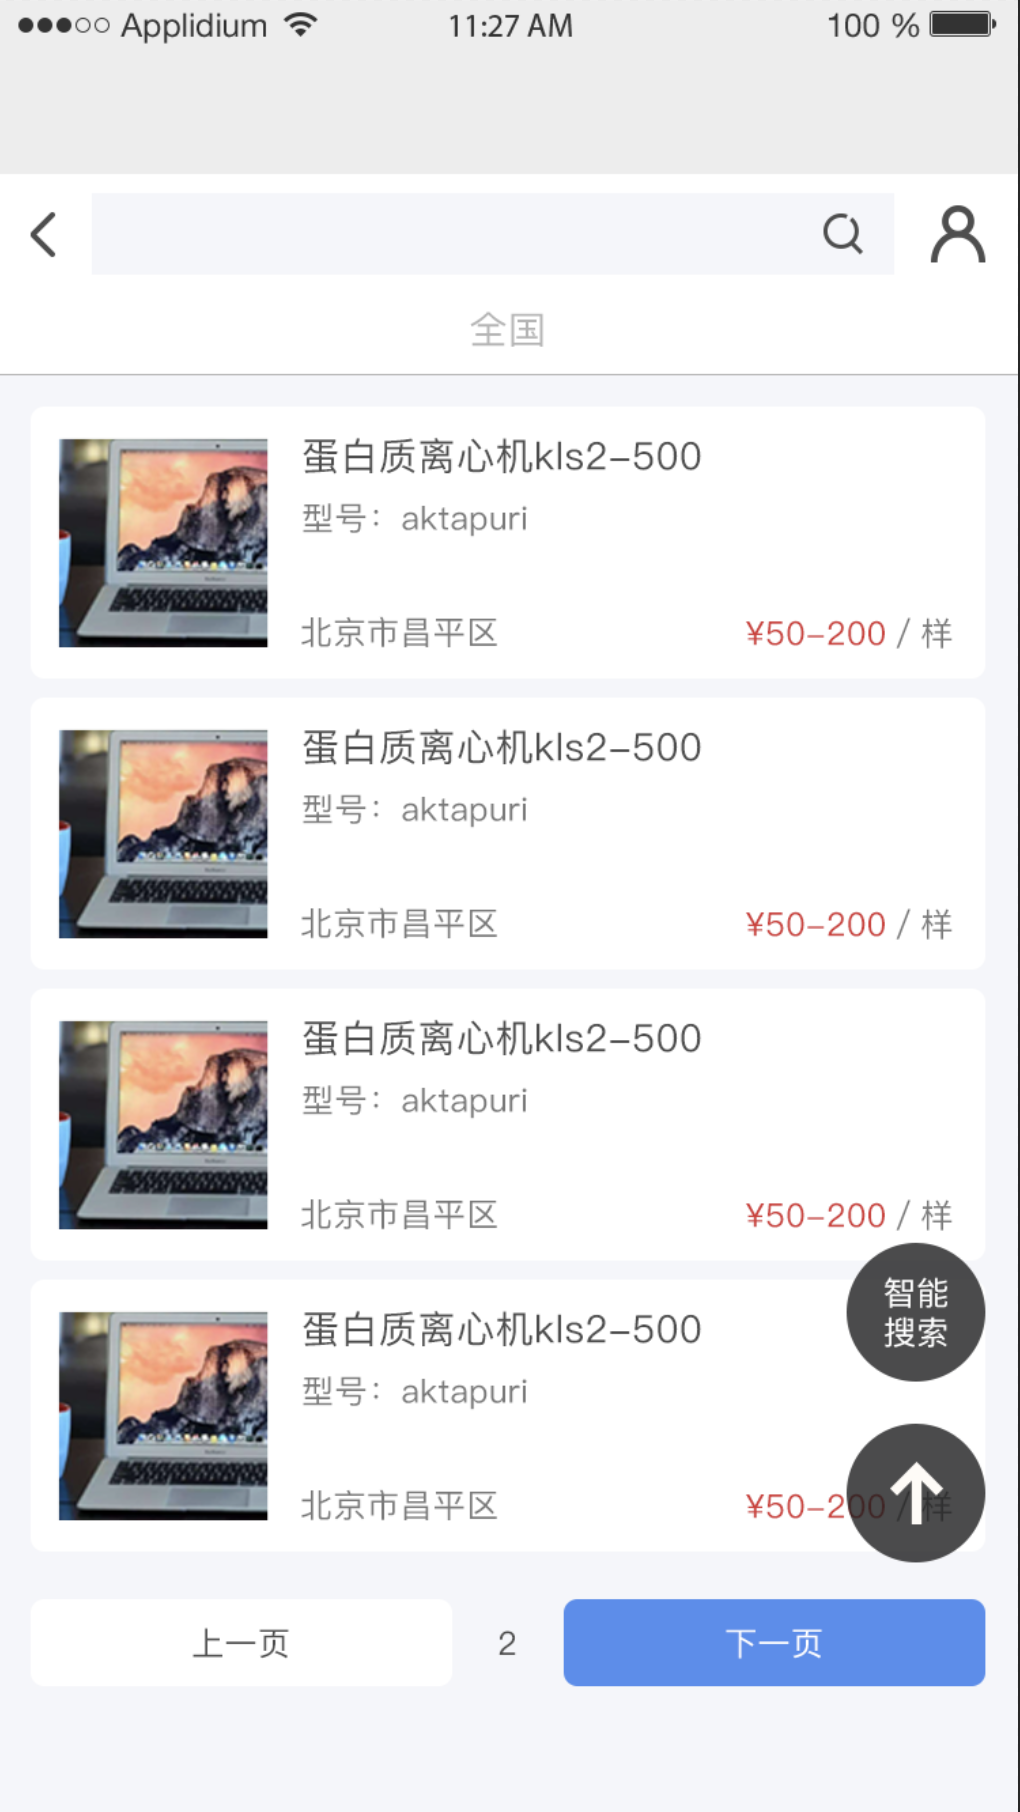 Applidium 11:27 AM 100 %
全国
蛋白质离心机kls2-500
型号：aktapuri
北京市昌平区 ¥50-200 / 样
蛋白质离心机kls2-500
型号：aktapuri
北京市昌平区 ¥50-200 / 样
蛋白质离心机kls2-500
型号：aktapuri
北京市昌平区 ¥50-200 / 样
智能
搜索
蛋白质离心机kls2-500
型号：aktapuri
北京市昌平区 ¥50-200 / 样
上一页 2 下一页